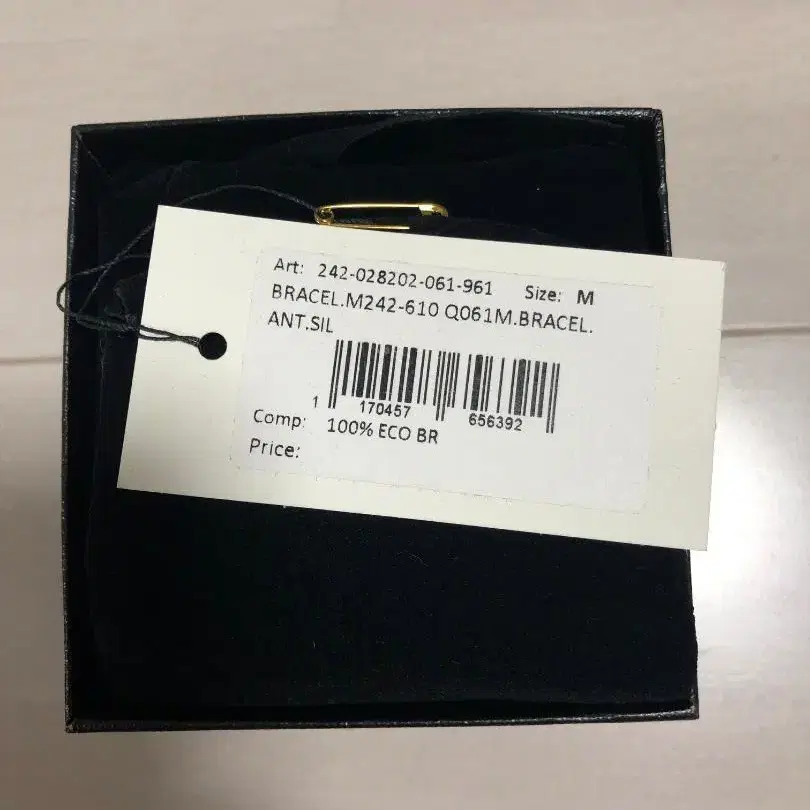 Art: 242-028202-061-961 Size: M
BRACEL.M242-610 Q061M.BRACEL.
ANT.SIL
1 170457 656392
Comp: 100% ECO BR
Price: